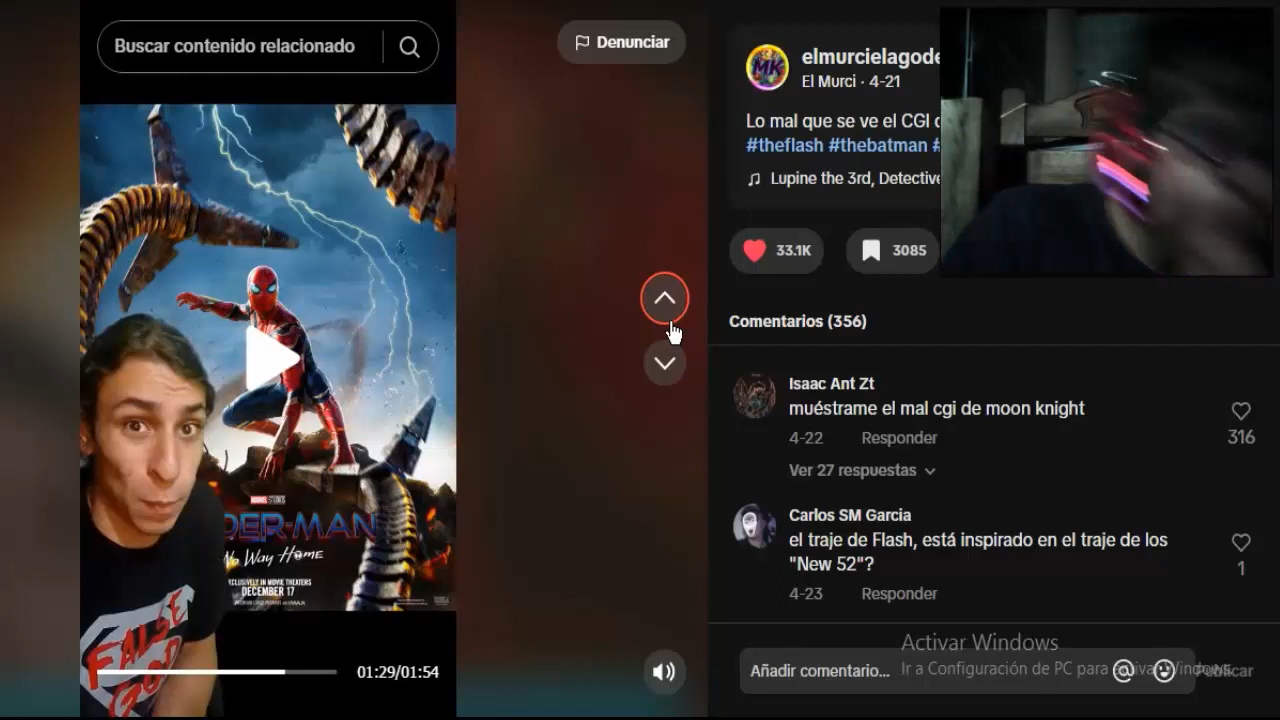 Buscar contenido relacionado
Denunciar
MARVEL STUDIOS
DER-MAN
No Way Home
EXCLUSIVELY IN MOVIE THEATERS
DECEMBER 17
FALSE
GOD
01:29/01:54
MK
elmurcielagode
El Murci · 4-21
Lo mal que se ve el CGI
#theflash #thebatman #
Lupine the 3rd, Detective
33.1K
3085
Comentarios (356)
Isaac Ant Zt
muéstrame el mal cgi de moon knight
4-22 Responder
316
Ver 27 respuestas
Carlos SM Garcia
el traje de Flash, está inspirado en el traje de los
"New 52"?
1
4-23 Responder
Activar Windows
Ir a Configuración de PC para activar Windows.
Añadir comentario...
Publicar